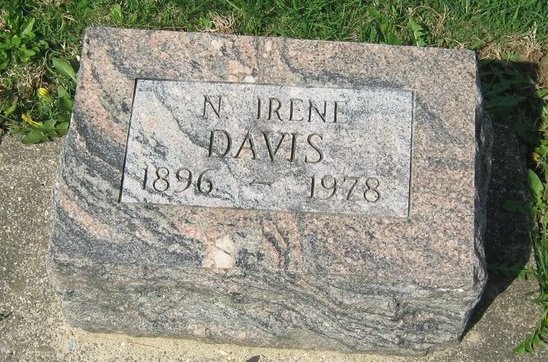 N IRENE
DAVIS
1896 - 1978